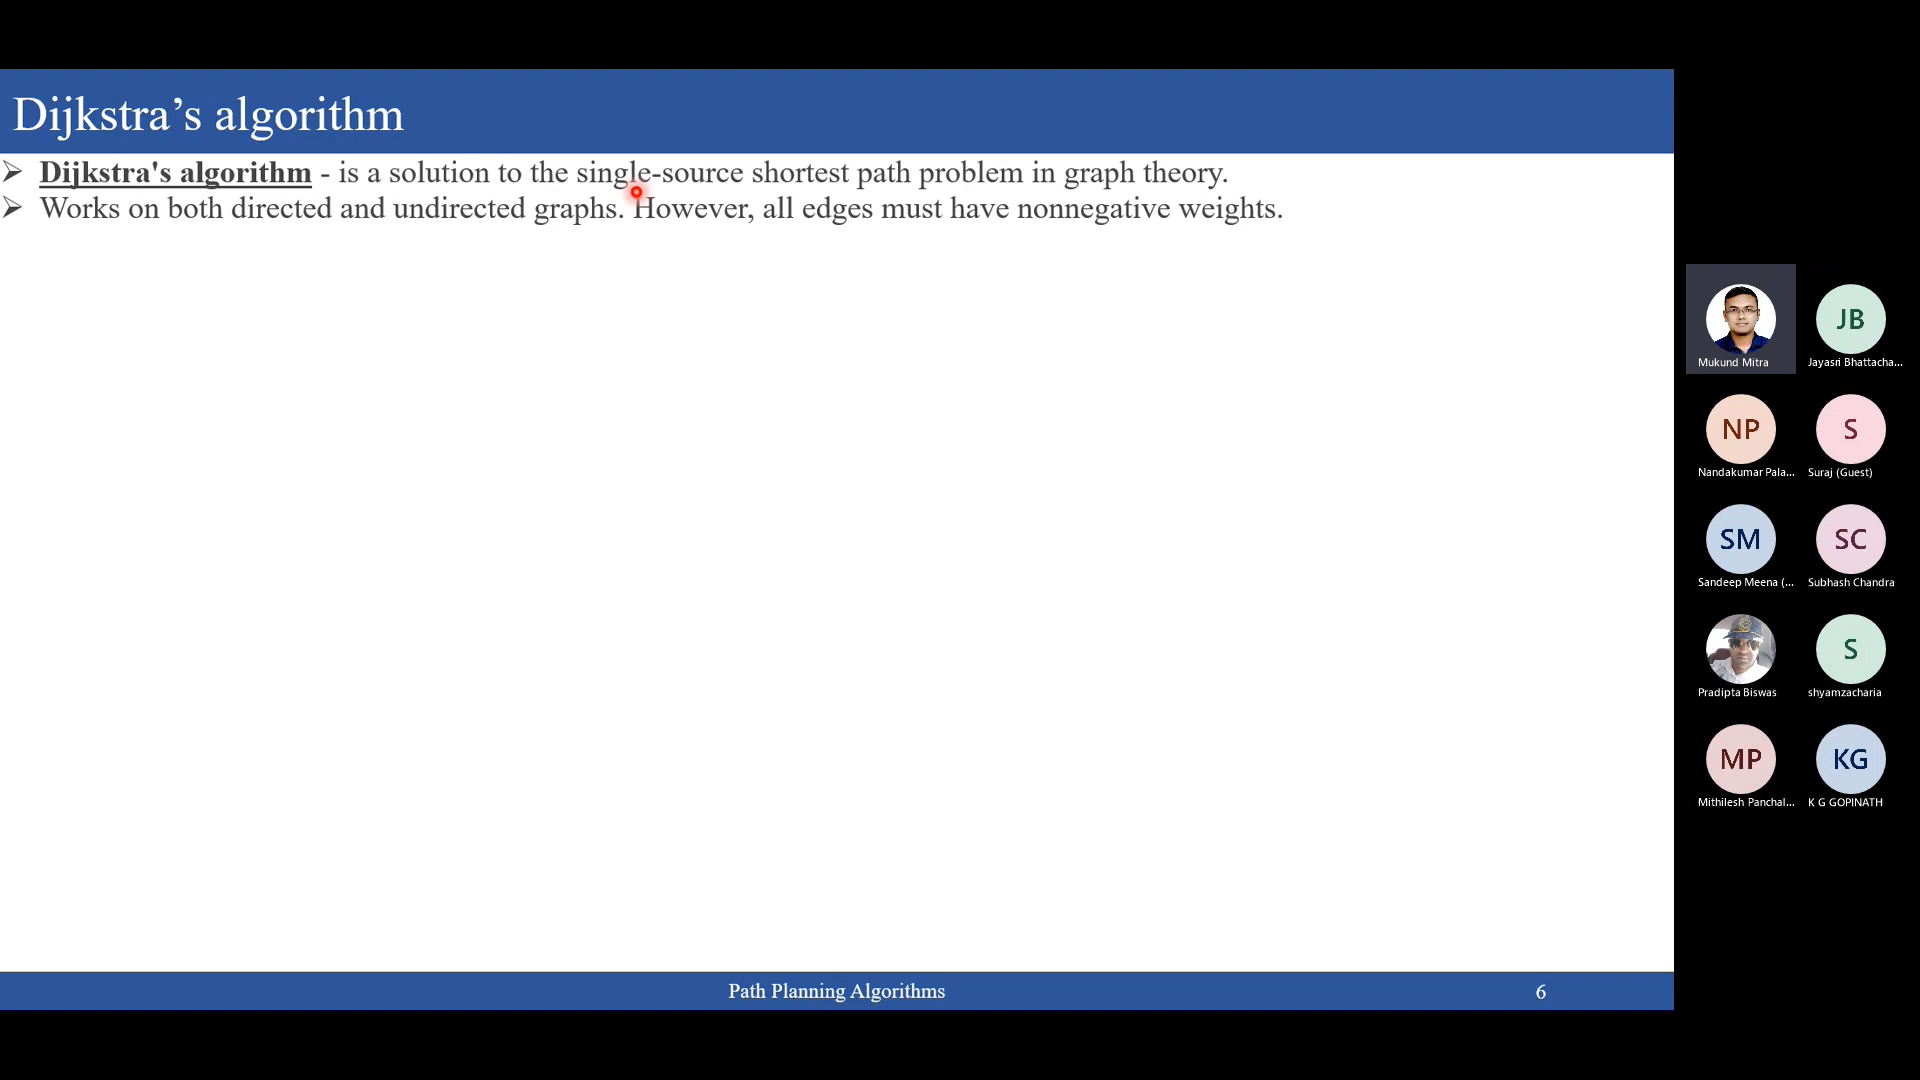 Dijkstra’s algorithm
➢ Dijkstra's algorithm - is a solution to the single-source shortest path problem in graph theory.
➢ Works on both directed and undirected graphs. However, all edges must have nonnegative weights.
Mukund Mitra
JB
Jayasri Bhattacha...
NP
Nandakumar Pala...
S
Suraj (Guest)
SM
Sandeep Meena (...
SC
Subhash Chandra
Pradipta Biswas
S
shyamzacharia
MP
Mithilesh Panchal...
KG
K G GOPINATH
Path Planning Algorithms
6